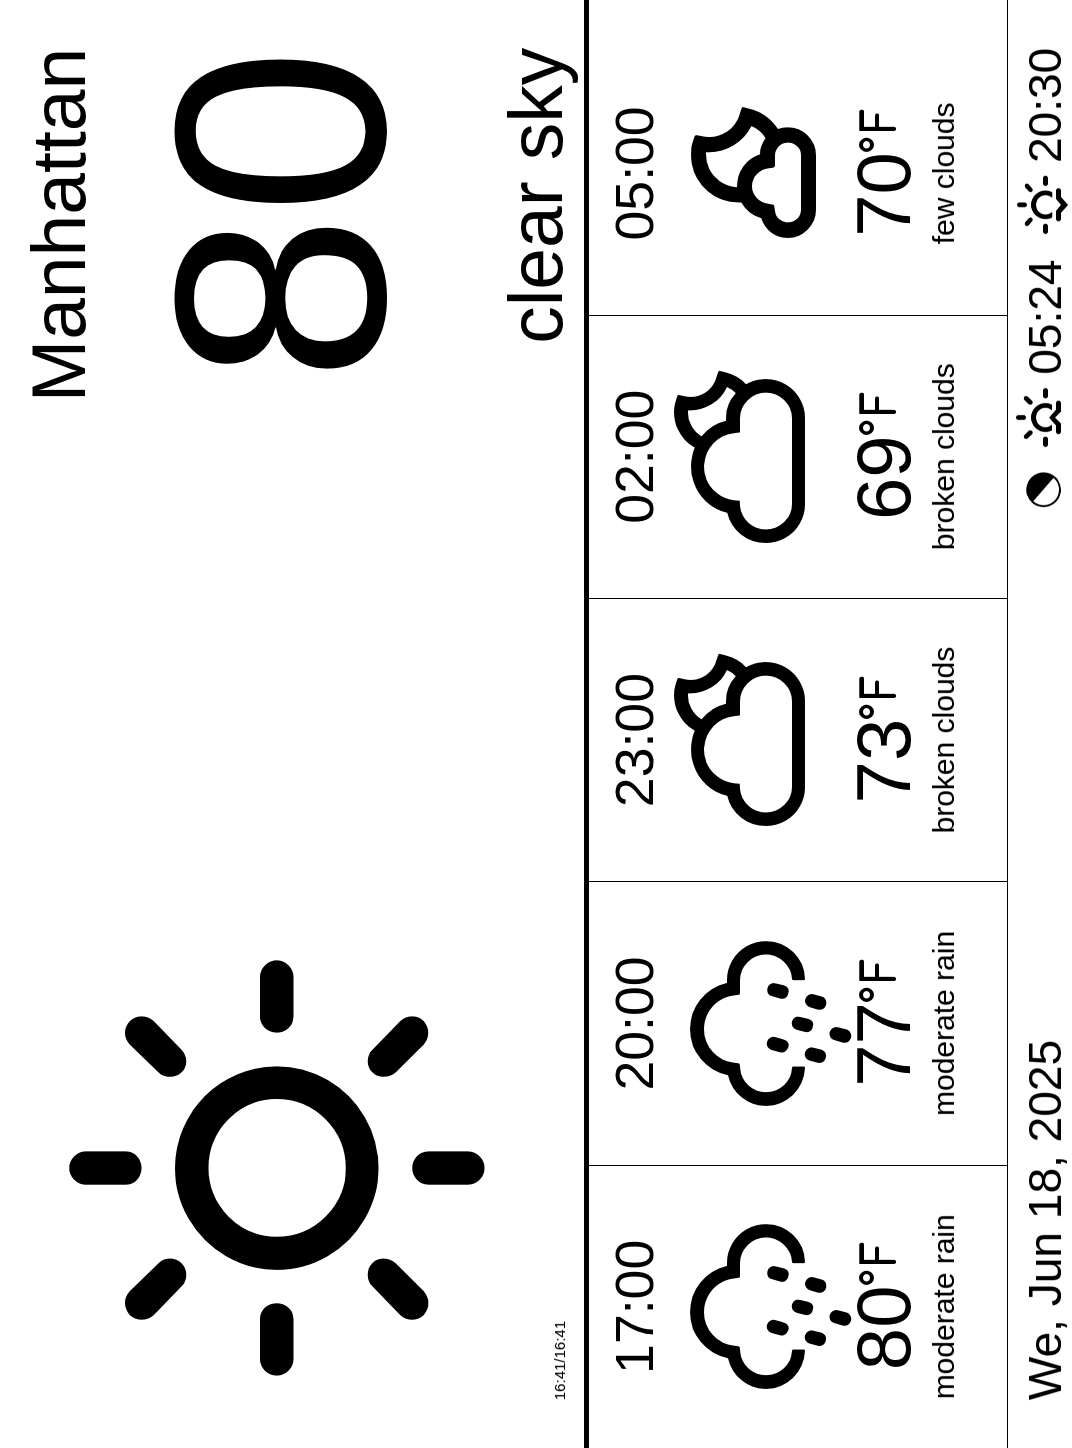 Manhattan
80
clear sky
16:41/16:41
17:00 20:00 23:00 02:00 05:00
80°F 77°F 73°F 69°F 70°F
moderate rain moderate rain broken clouds broken clouds few clouds
We, Jun 18, 2025 05:24 20:30